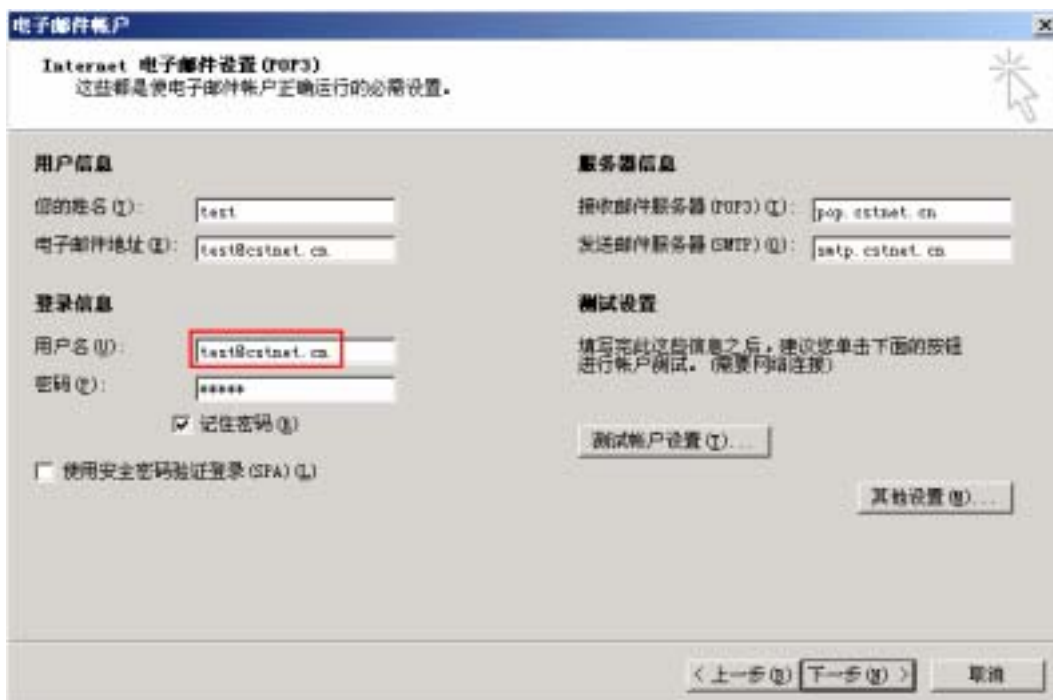 电子邮件帐户
Internet 电子邮件设置(POP3)
这些都是使电子邮件帐户正确运行的必需设置。
用户信息
您的姓名(Y): test
电子邮件地址(E): test@cstnet.cn
登录信息
用户名(U): test@cstnet.cn
密码(P): *****
记住密码(R)
使用安全密码验证登录(SPA)(L)
服务器信息
接收邮件服务器(POP3)(I): pop.cstnet.cn
发送邮件服务器(SMTP)(O): smtp.cstnet.cn
测试设置
填写完此这些信息之后，建议您单击下面的按钮
进行帐户测试。(需要网络连接)
测试帐户设置(T)...
其他设置(M)...
< 上一步(B)
下一步(N) >
取消